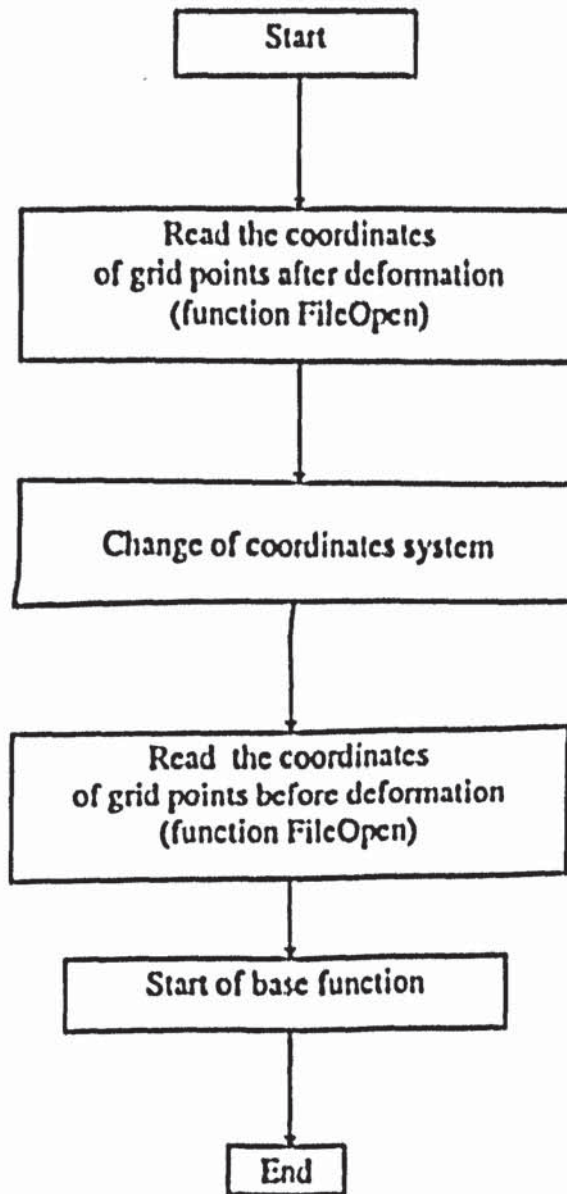 Start
Read the coordinates
of grid points after deformation
(function FileOpen)
Change of coordinates system
Read the coordinates
of grid points before deformation
(function FileOpen)
Start of base function
End